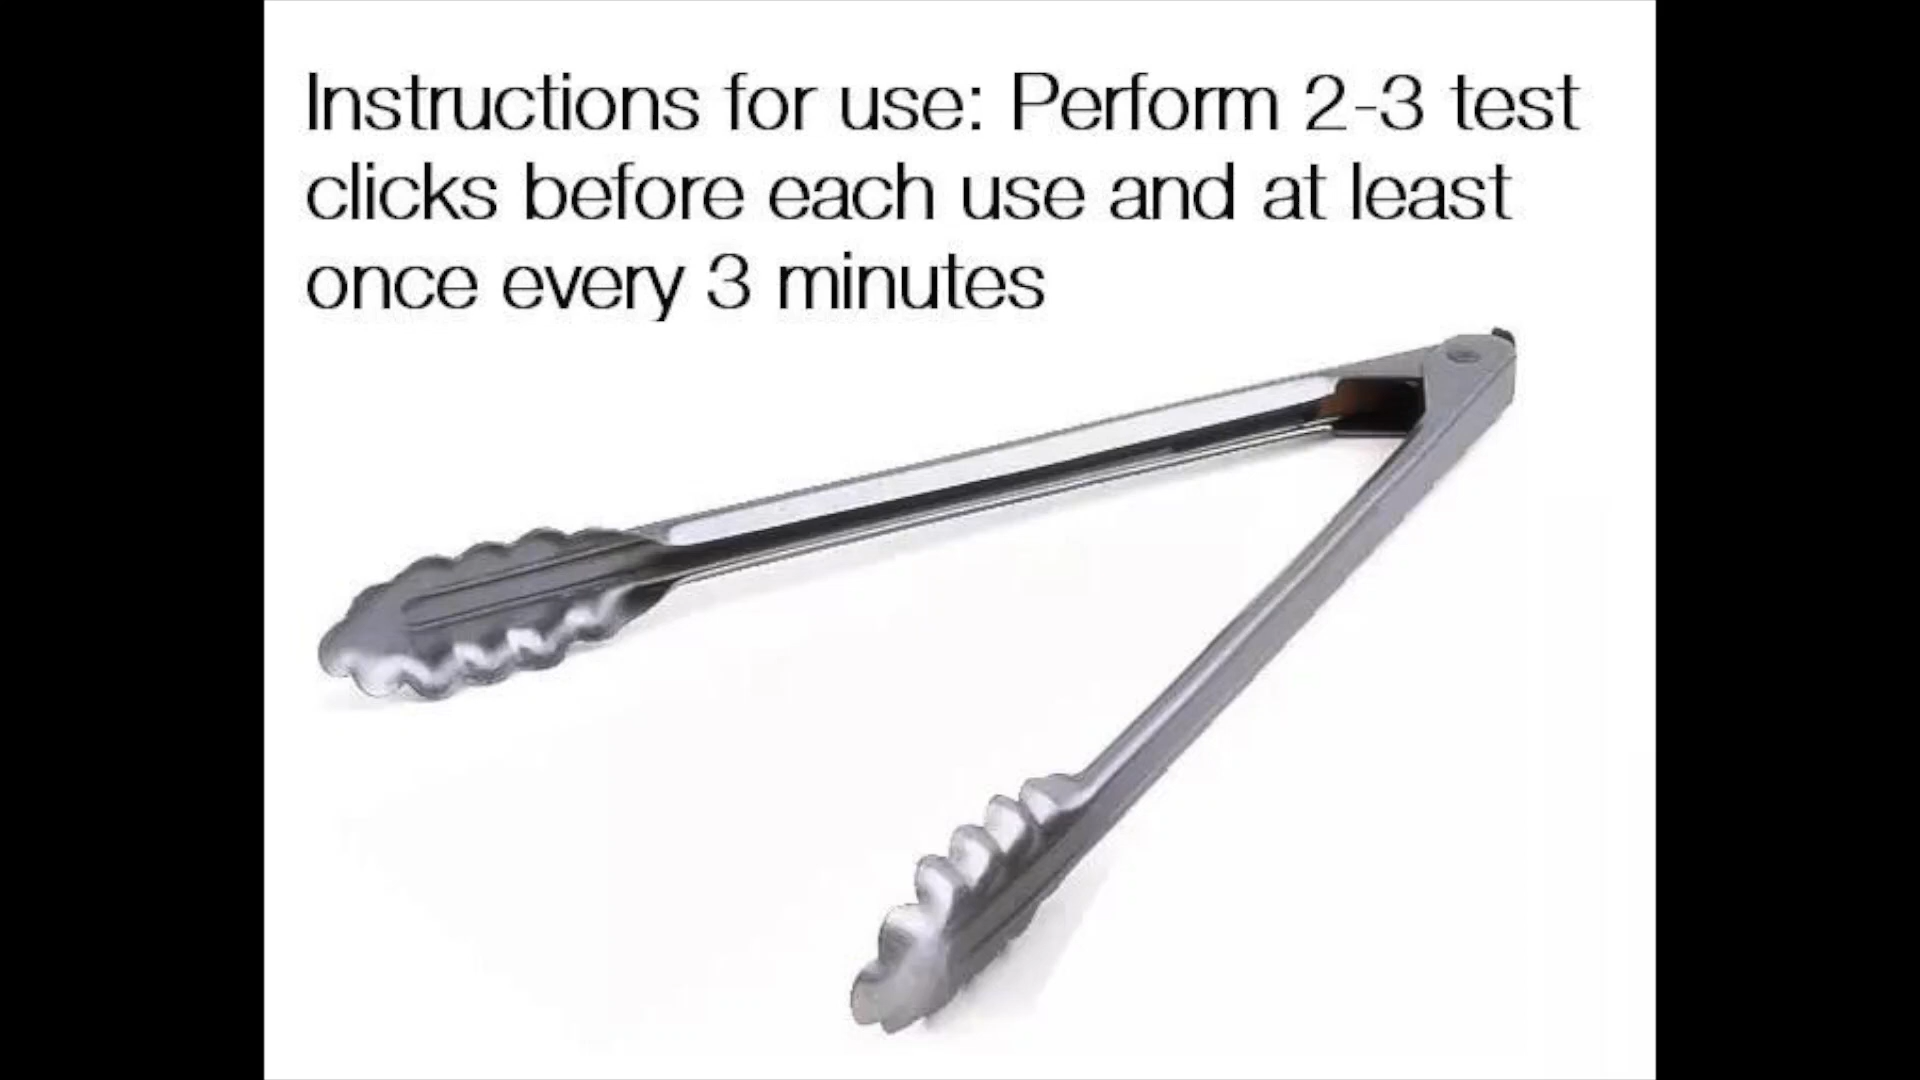 Instructions for use: Perform 2-3 test
clicks before each use and at least
once every 3 minutes